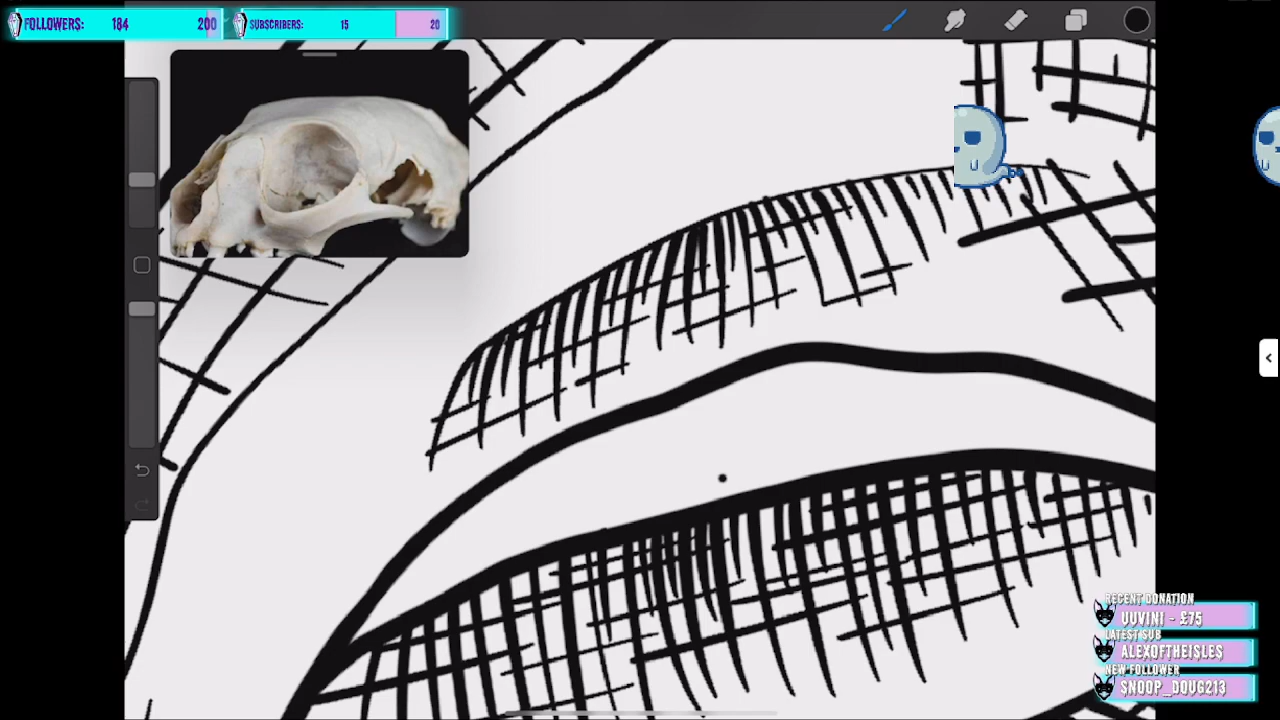 FOLLOWERS: 184 200
SUBSCRIBERS: 15 20
RECENT DONATION
UUVINI - £75
LATEST SUB
ALEXOFTHEISLES
NEW FOLLOWER
SNOOP_DOUG213